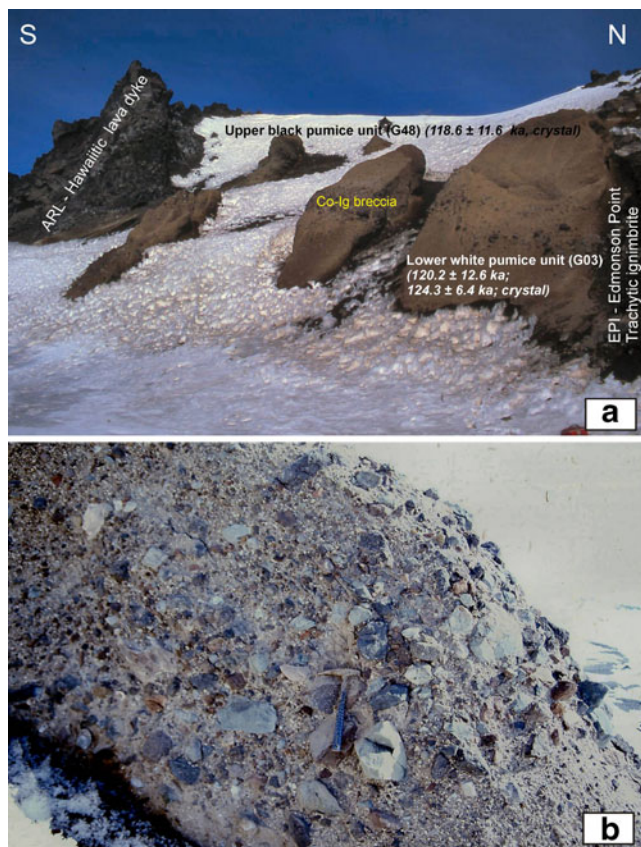 S
N
ARL - Hawaiitic lava dyke
Upper black pumice unit (G48) (118.6 ± 11.6 ka, crystal)
Co-Ig breccia
Lower white pumice unit (G03)
(120.2 ± 12.6 ka;
124.3 ± 6.4 ka; crystal)
EPI - Edmonson Point
Trachytic ignimbrite
a
b